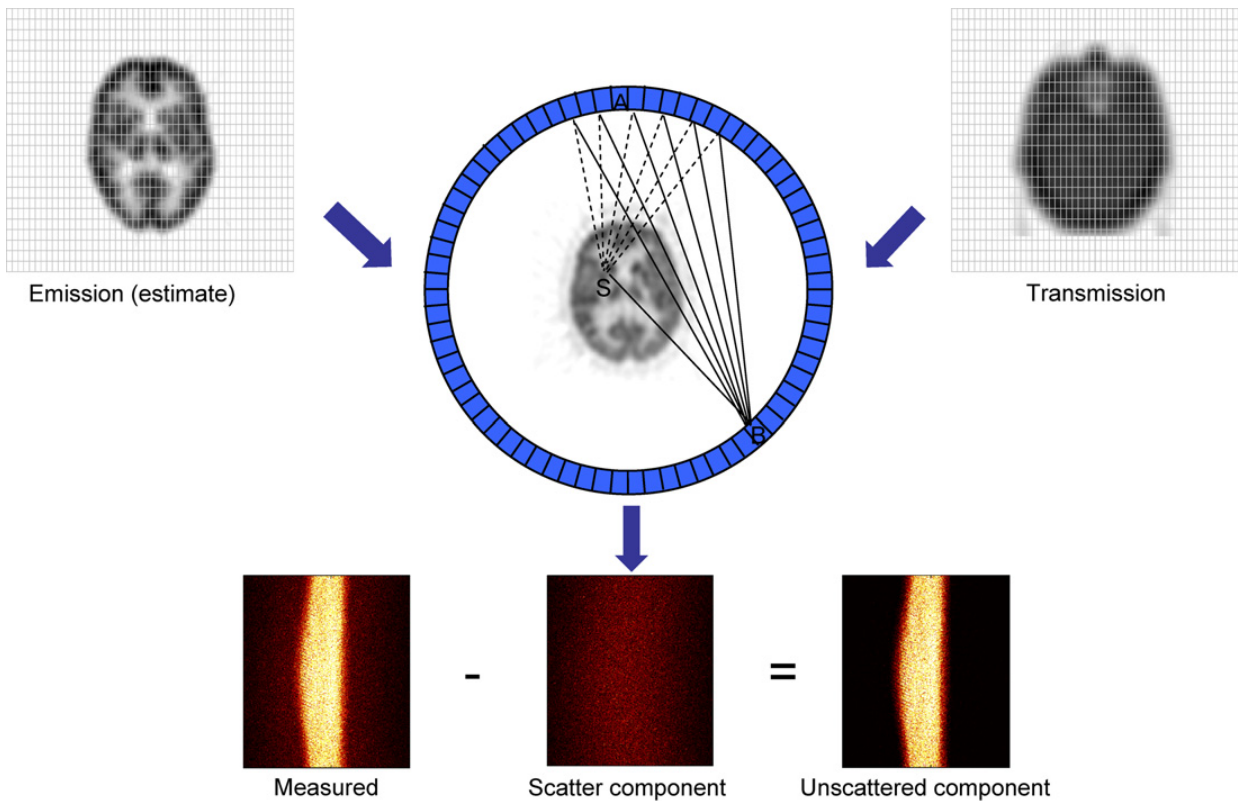 Emission (estimate)
Transmission
A
S
B
-
=
Measured
Scatter component
Unscattered component